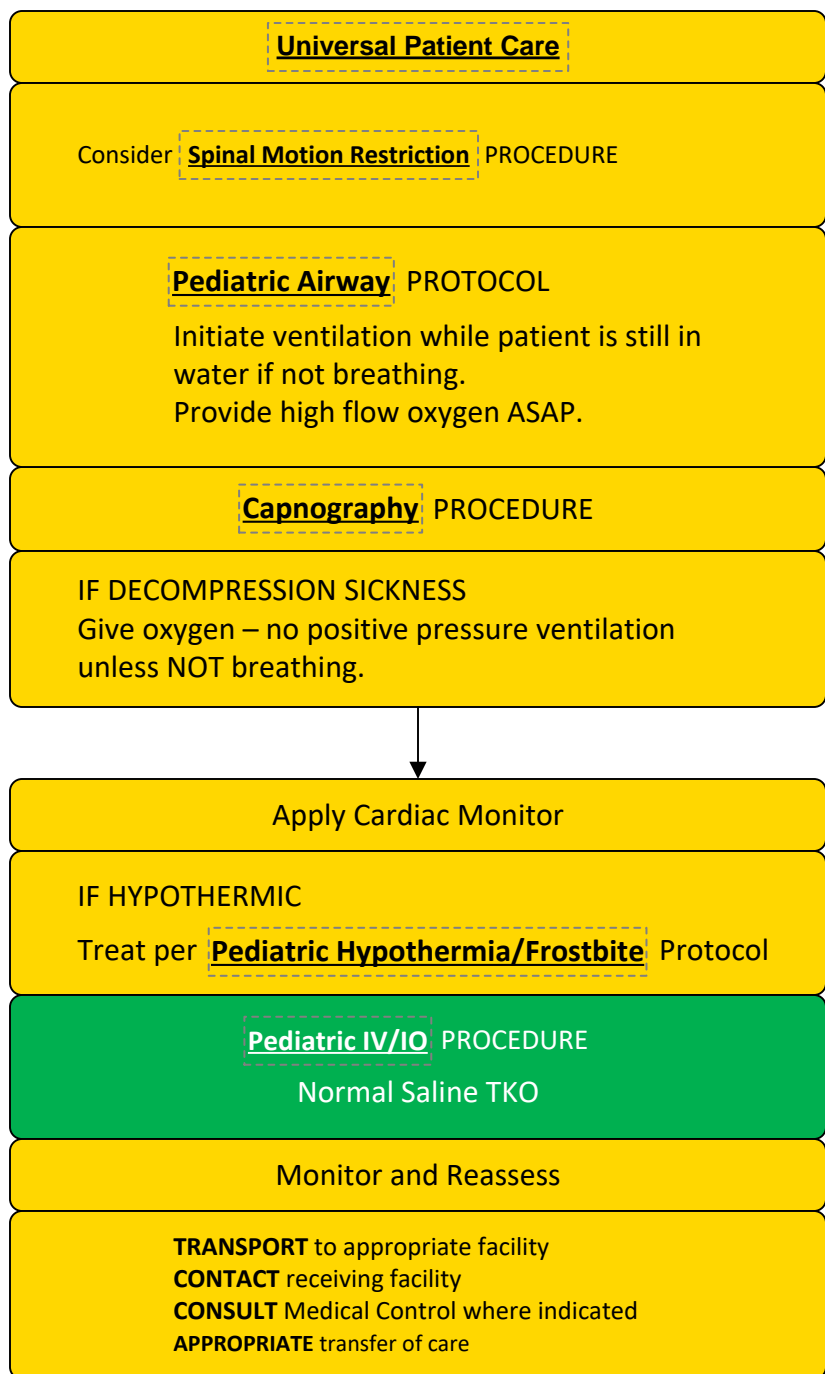 Universal Patient Care
Consider Spinal Motion Restriction PROCEDURE
Pediatric Airway PROTOCOL
Initiate ventilation while patient is still in
water if not breathing.
Provide high flow oxygen ASAP.
Capnography PROCEDURE
IF DECOMPRESSION SICKNESS
Give oxygen – no positive pressure ventilation
unless NOT breathing.
Apply Cardiac Monitor
IF HYPOTHERMIC
Treat per Pediatric Hypothermia/Frostbite Protocol
Pediatric IV/IO PROCEDURE
Normal Saline TKO
Monitor and Reassess
TRANSPORT to appropriate facility
CONTACT receiving facility
CONSULT Medical Control where indicated
APPROPRIATE transfer of care